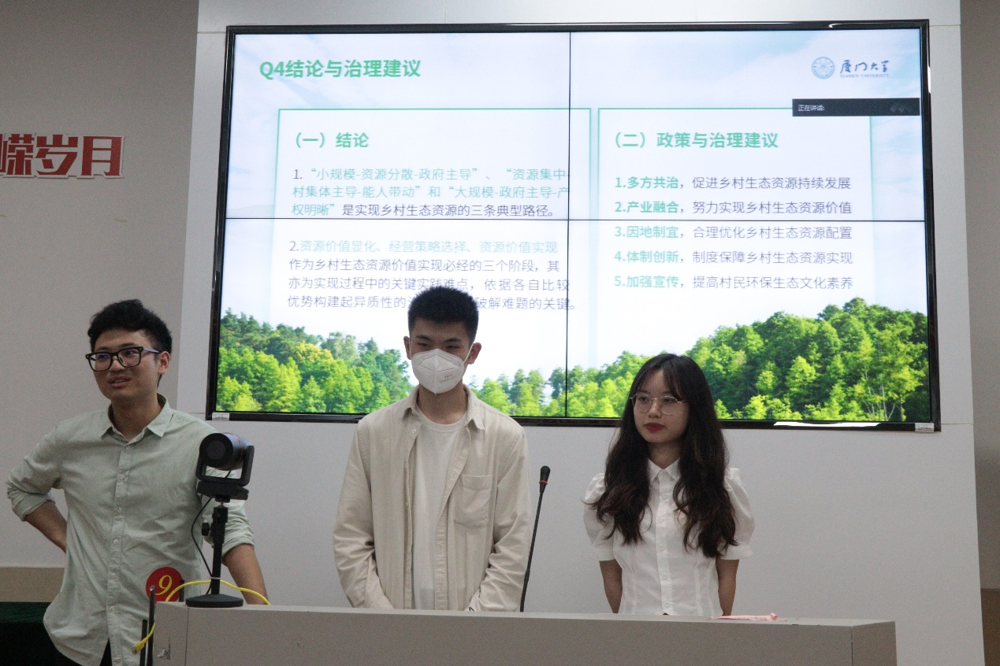 Q4结论与治理建议
厦门大学
XIAMEN UNIVERSITY
正在讲话:
嵘岁月
（一）结论
1.“小规模-资源分散-政府主导”、“资源集中-
村集体主导-能人带动”和“大规模-政府主导-产
权明晰”是实现乡村生态资源的三条典型路径。
2.资源价值显化、经营策略选择、资源价值实现
作为乡村生态资源价值实现必经的三个阶段，其
亦为实现过程中的关键实践难点，依据各自比较
优势构建起异质性的 破解难题的关键。
（二）政策与治理建议
1.多方共治，促进乡村生态资源持续发展
2.产业融合，努力实现乡村生态资源价值
3.因地制宜，合理优化乡村生态资源配置
4.体制创新，制度保障乡村生态资源实现
5.加强宣传，提高村民环保生态文化素养
9